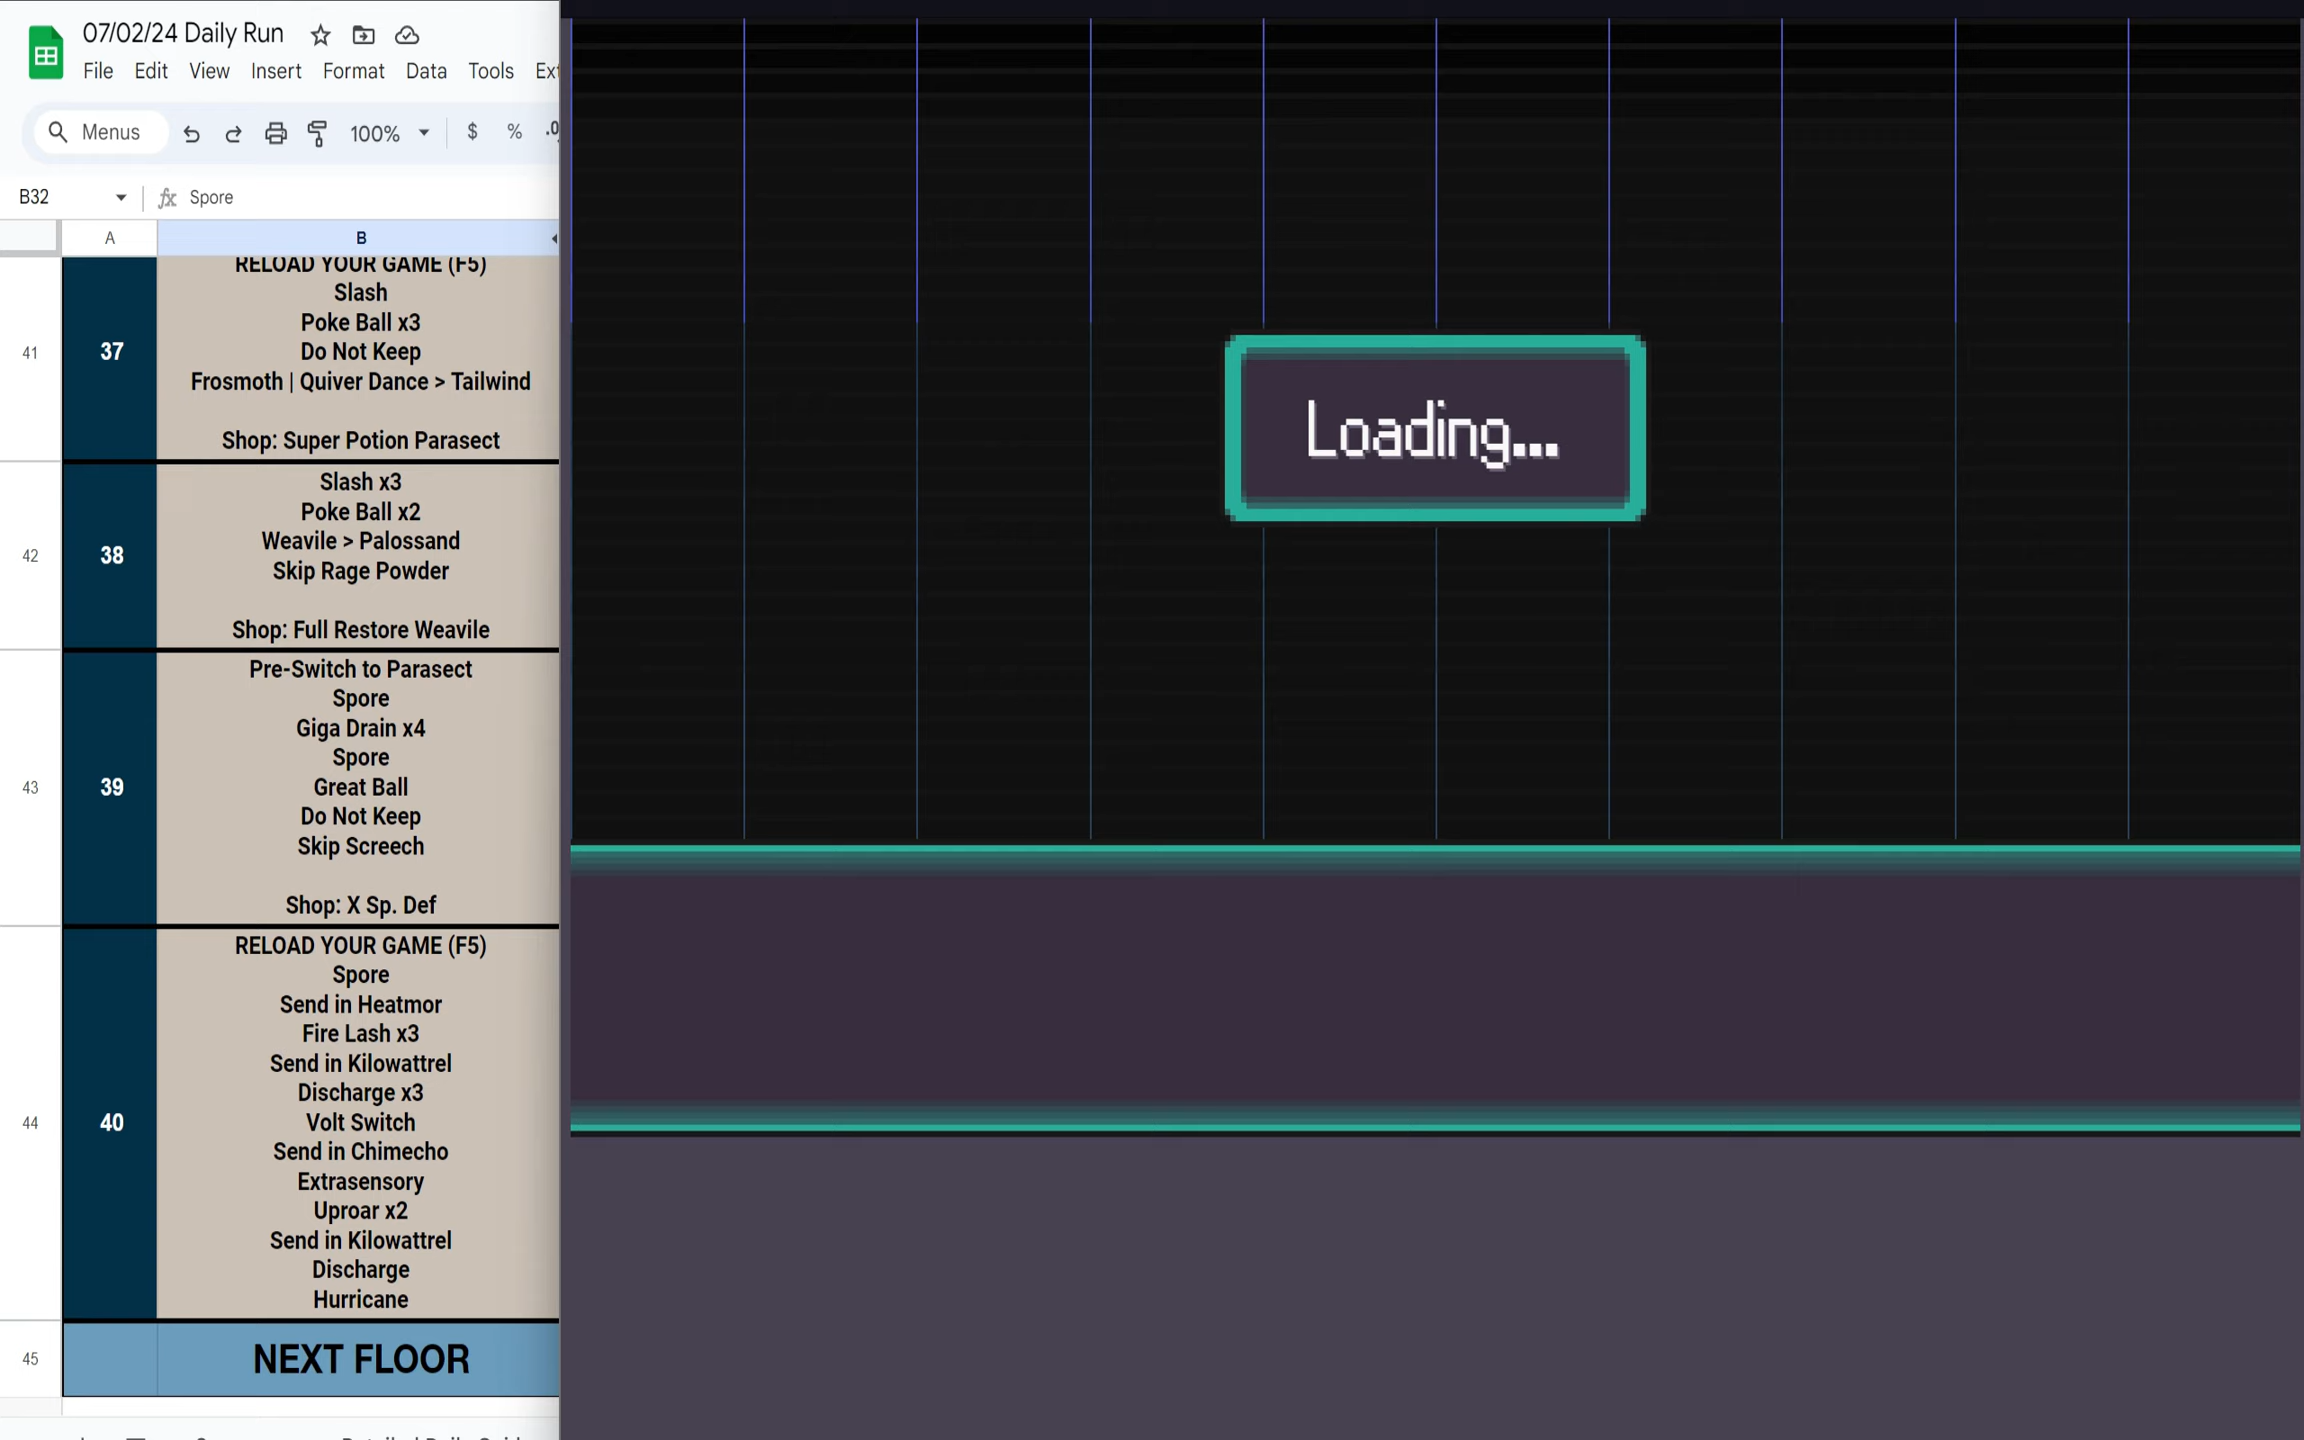 07/02/24 Daily Run
File Edit View Insert Format Data Tools
Menus 100% $ %
B32 fx Spore
A B
RELOAD YOUR GAME (F5)
Slash
Poke Ball x3
41 37 Do Not Keep
Frosmoth | Quiver Dance > Tailwind
Shop: Super Potion Parasect
Slash x3
Poke Ball x2
42 38 Weavile > Palossand
Skip Rage Powder
Shop: Full Restore Weavile
Pre-Switch to Parasect
Spore
Giga Drain x4
Spore
43 39 Great Ball
Do Not Keep
Skip Screech
Shop: X Sp. Def
RELOAD YOUR GAME (F5)
Spore
Send in Heatmor
Fire Lash x3
Send in Kilowattrel
Discharge x3
44 40 Volt Switch
Send in Chimecho
Extrasensory
Uproar x2
Send in Kilowattrel
Discharge
Hurricane
45 NEXT FLOOR
Loading...